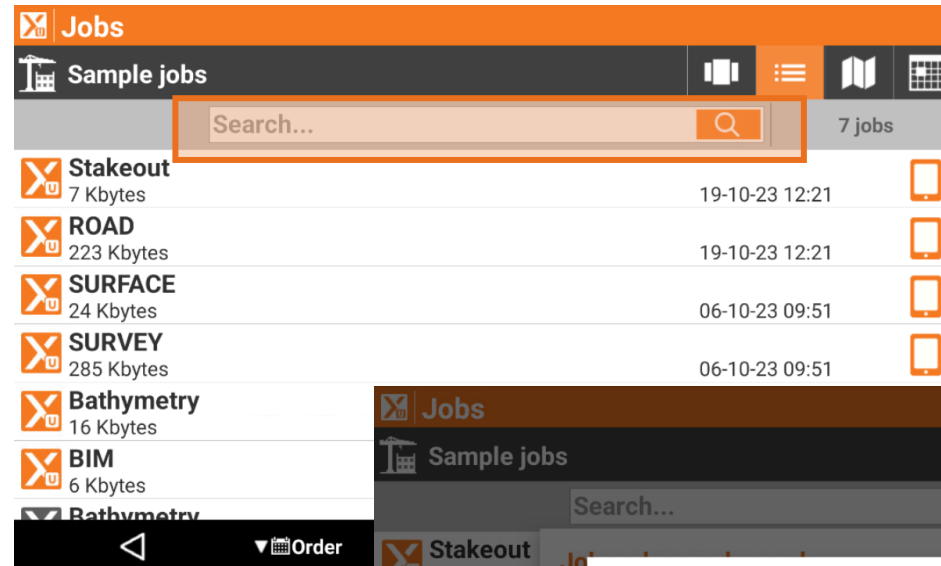 Jobs
Sample jobs
Search...
7 jobs
Stakeout
7 Kbytes
19-10-23 12:21
ROAD
223 Kbytes
19-10-23 12:21
SURFACE
24 Kbytes
06-10-23 09:51
SURVEY
285 Kbytes
06-10-23 09:51
Bathymetry
16 Kbytes
BIM
6 Kbytes
Bathymetry
Order
Jobs
Sample jobs
Search...
Stakeout